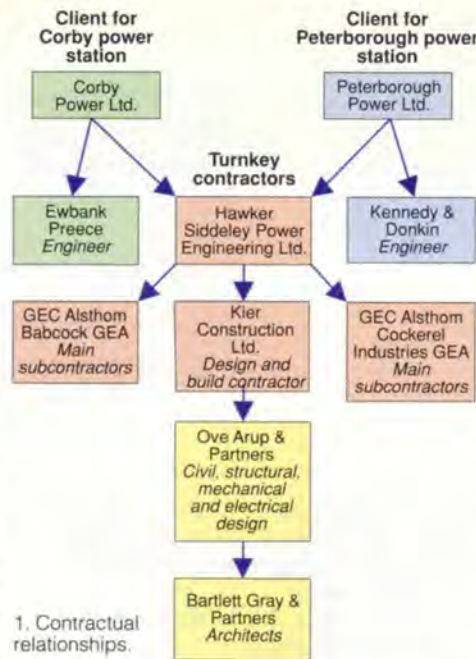 Client for
Corby power
station
Client for
Peterborough power
station
Corby
Power Ltd.
Peterborough
Power Ltd.
Turnkey
contractors
Ewbank
Preece
Engineer
Hawker
Siddeley Power
Engineering Ltd.
Kennedy &
Donkin
Engineer
GEC Alsthom
Babcock GEA
Main
subcontractors
Kier
Construction
Ltd.
Design and
build contractor
GEC Alsthom
Cockerel
Industries GEA
Main
subcontractors
Ove Arup &
Partners
Civil, structural,
mechanical
and electrical
design
Bartlett Gray &
Partners
Architects
1. Contractual
relationships.